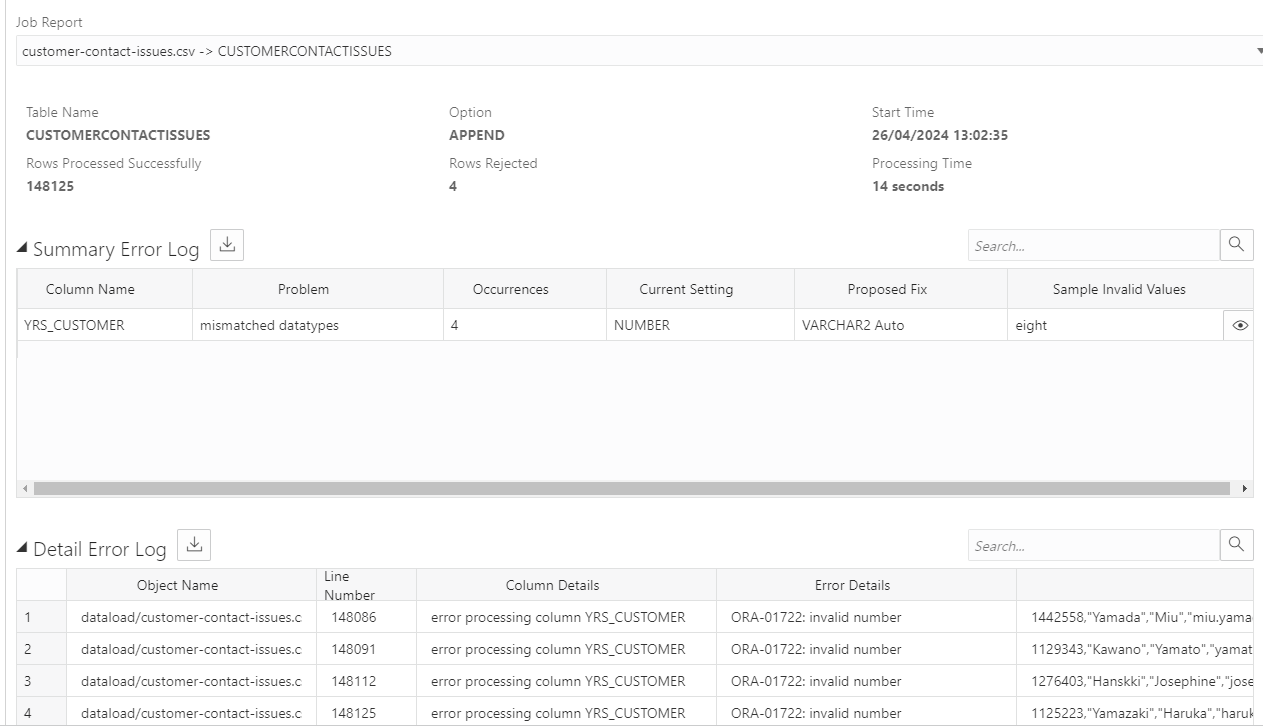 Job Report
customer-contact-issues.csv -> CUSTOMERCONTACTISSUES
Table Name Option Start Time
CUSTOMERCONTACTISSUES APPEND 26/04/2024 13:02:35
Rows Processed Successfully Rows Rejected Processing Time
148125 4 14 seconds
Summary Error Log Search...
Column Name Problem Occurrences Current Setting Proposed Fix Sample Invalid Values
YRS_CUSTOMER mismatched datatypes 4 NUMBER VARCHAR2 Auto eight
Detail Error Log Search...
Object Name Line Number Column Details Error Details
1 dataload/customer-contact-issues.c 148086 error processing column YRS_CUSTOMER ORA-01722: invalid number 1442558,"Yamada","Miu","miu.yama
2 dataload/customer-contact-issues.c 148091 error processing column YRS_CUSTOMER ORA-01722: invalid number 1129343,"Kawano","Yamato","yamat
3 dataload/customer-contact-issues.c 148112 error processing column YRS_CUSTOMER ORA-01722: invalid number 1276403,"Hanskki","Josephine","jose
4 dataload/customer-contact-issues.c 148125 error processing column YRS_CUSTOMER ORA-01722: invalid number 1125223,"Yamazaki","Haruka","haruk